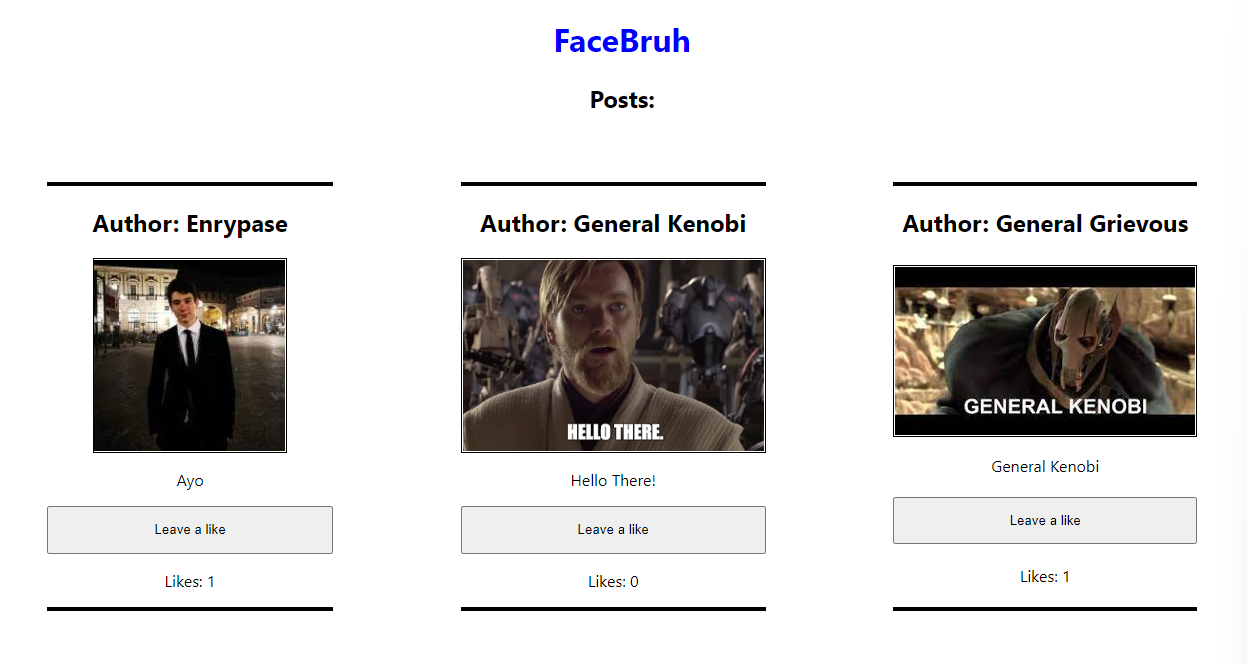 FaceBruh
Posts:
Author: Enrypase
Ayo
Leave a like
Likes: 1
Author: General Kenobi
HELLO THERE.
Hello There!
Leave a like
Likes: 0
Author: General Grievous
GENERAL KENOBI
General Kenobi
Leave a like
Likes: 1